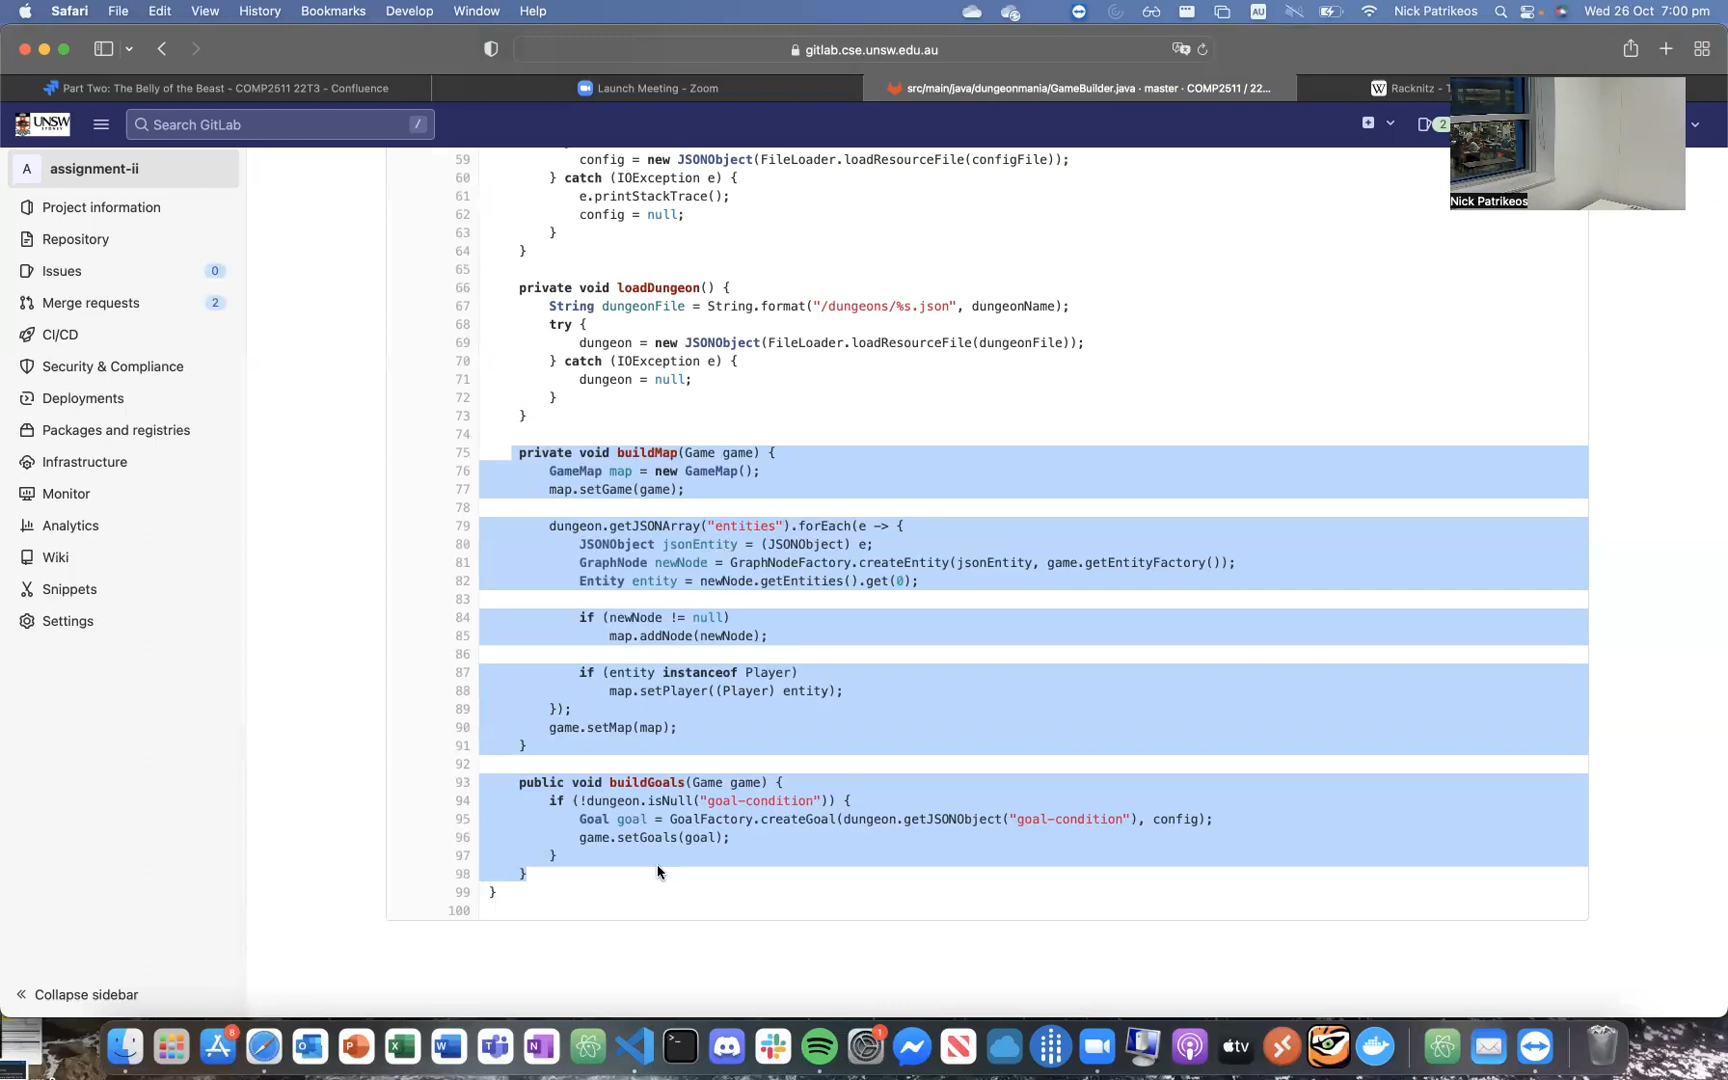 Safari File Edit View History Bookmarks Develop Window Help AU Nick Patrikeos Wed 26 Oct 7:00 pm
gitlab.cse.unsw.edu.au
Part Two: The Belly of the Beast - COMP2511 22T3 - Confluence
Launch Meeting - Zoom
src/main/java/dungeonmania/GameBuilder.java · master · COMP2511 / 22...
W Racknitz - T
UNSW
SYDNEY
Search GitLab /
2
Nick Patrikeos
A assignment-ii
Project information
Repository
Issues 0
Merge requests 2
CI/CD
Security & Compliance
Deployments
Packages and registries
Infrastructure
Monitor
Analytics
Wiki
Snippets
Settings
Collapse sidebar
59 config = new JSONObject(FileLoader.loadResourceFile(configFile));
60 } catch (IOException e) {
61 e.printStackTrace();
62 config = null;
63 }
64 }
65
66 private void loadDungeon() {
67 String dungeonFile = String.format("/dungeons/%s.json", dungeonName);
68 try {
69 dungeon = new JSONObject(FileLoader.loadResourceFile(dungeonFile));
70 } catch (IOException e) {
71 dungeon = null;
72 }
73 }
74
75 private void buildMap(Game game) {
76 GameMap map = new GameMap();
77 map.setGame(game);
78
79 dungeon.getJSONArray("entities").forEach(e -> {
80 JSONObject jsonEntity = (JSONObject) e;
81 GraphNode newNode = GraphNodeFactory.createEntity(jsonEntity, game.getEntityFactory());
82 Entity entity = newNode.getEntities().get(0);
83
84 if (newNode != null)
85 map.addNode(newNode);
86
87 if (entity instanceof Player)
88 map.setPlayer((Player) entity);
89 });
90 game.setMap(map);
91 }
92
93 public void buildGoals(Game game) {
94 if (!dungeon.isNull("goal-condition")) {
95 Goal goal = GoalFactory.createGoal(dungeon.getJSONObject("goal-condition"), config);
96 game.setGoals(goal);
97 }
98 }
99 }
100
8
1
tv